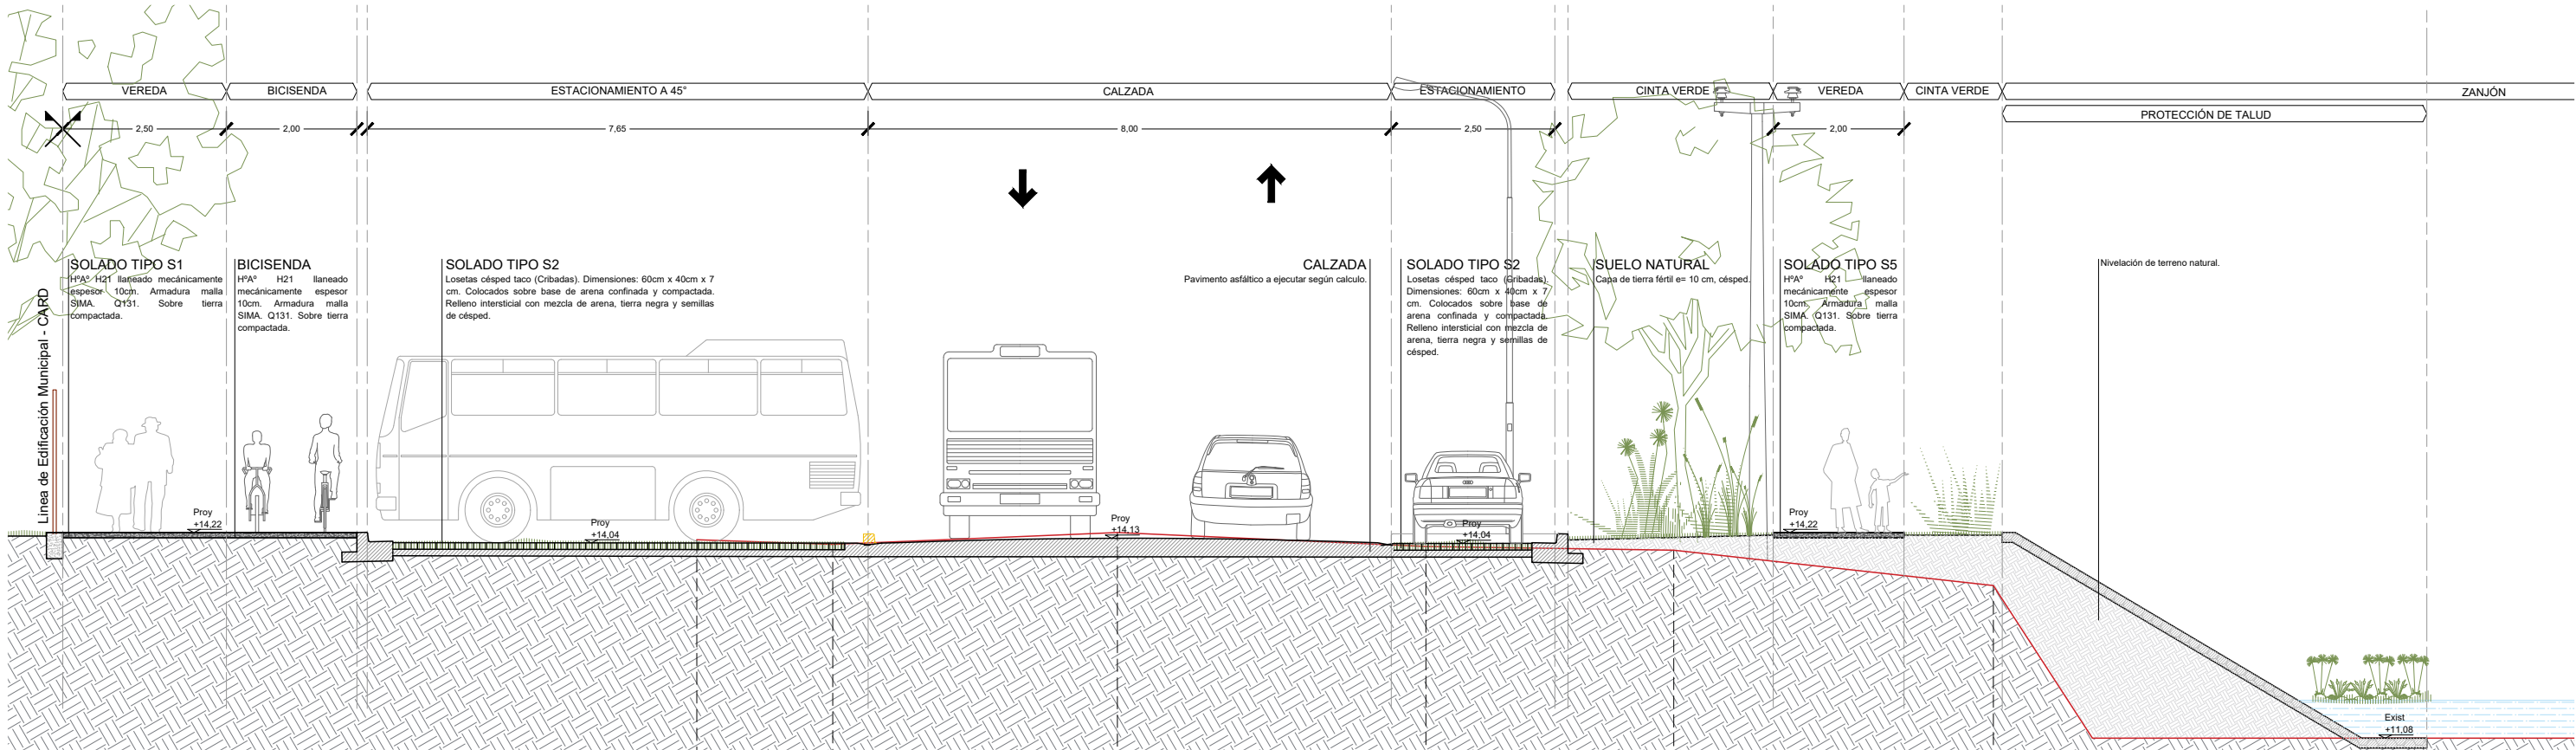 VEREDA
BICISENDA
ESTACIONAMIENTO A 45°
CALZADA
ESTACIONAMIENTO
CINTA VERDE
VEREDA
CINTA VERDE
ZANJÓN
PROTECCIÓN DE TALUD
2,50
2,00
7,65
8,00
2,50
2,00
Linea de Edificación Municipal - CARD
SOLADO TIPO S1
HºAº H21 llaneado mecánicamente
espesor 10cm. Armadura malla
SIMA. Q131. Sobre tierra
compactada.
BICISENDA
HºAº H21 llaneado
mecánicamente espesor
10cm. Armadura malla
SIMA. Q131. Sobre tierra
compactada.
SOLADO TIPO S2
Losetas césped taco (Cribadas). Dimensiones: 60cm x 40cm x 7
cm. Colocados sobre base de arena confinada y compactada.
Relleno intersticial con mezcla de arena, tierra negra y semillas
de césped.
CALZADA
Pavimento asfáltico a ejecutar según calculo.
SOLADO TIPO S2
Losetas césped taco (Cribadas).
Dimensiones: 60cm x 40cm x 7
cm. Colocados sobre base de
arena confinada y compactada.
Relleno intersticial con mezcla de
arena, tierra negra y semillas de
césped.
SUELO NATURAL
Capa de tierra fértil e= 10 cm, césped.
SOLADO TIPO S5
HºAº H21 llaneado
mecánicamente espesor
10cm. Armadura malla
SIMA. Q131. Sobre tierra
compactada.
Nivelación de terreno natural.
Proy
+14,22
Proy
+14,04
Proy
+14,13
Proy
+14,04
Proy
+14,22
Exist
+11,08